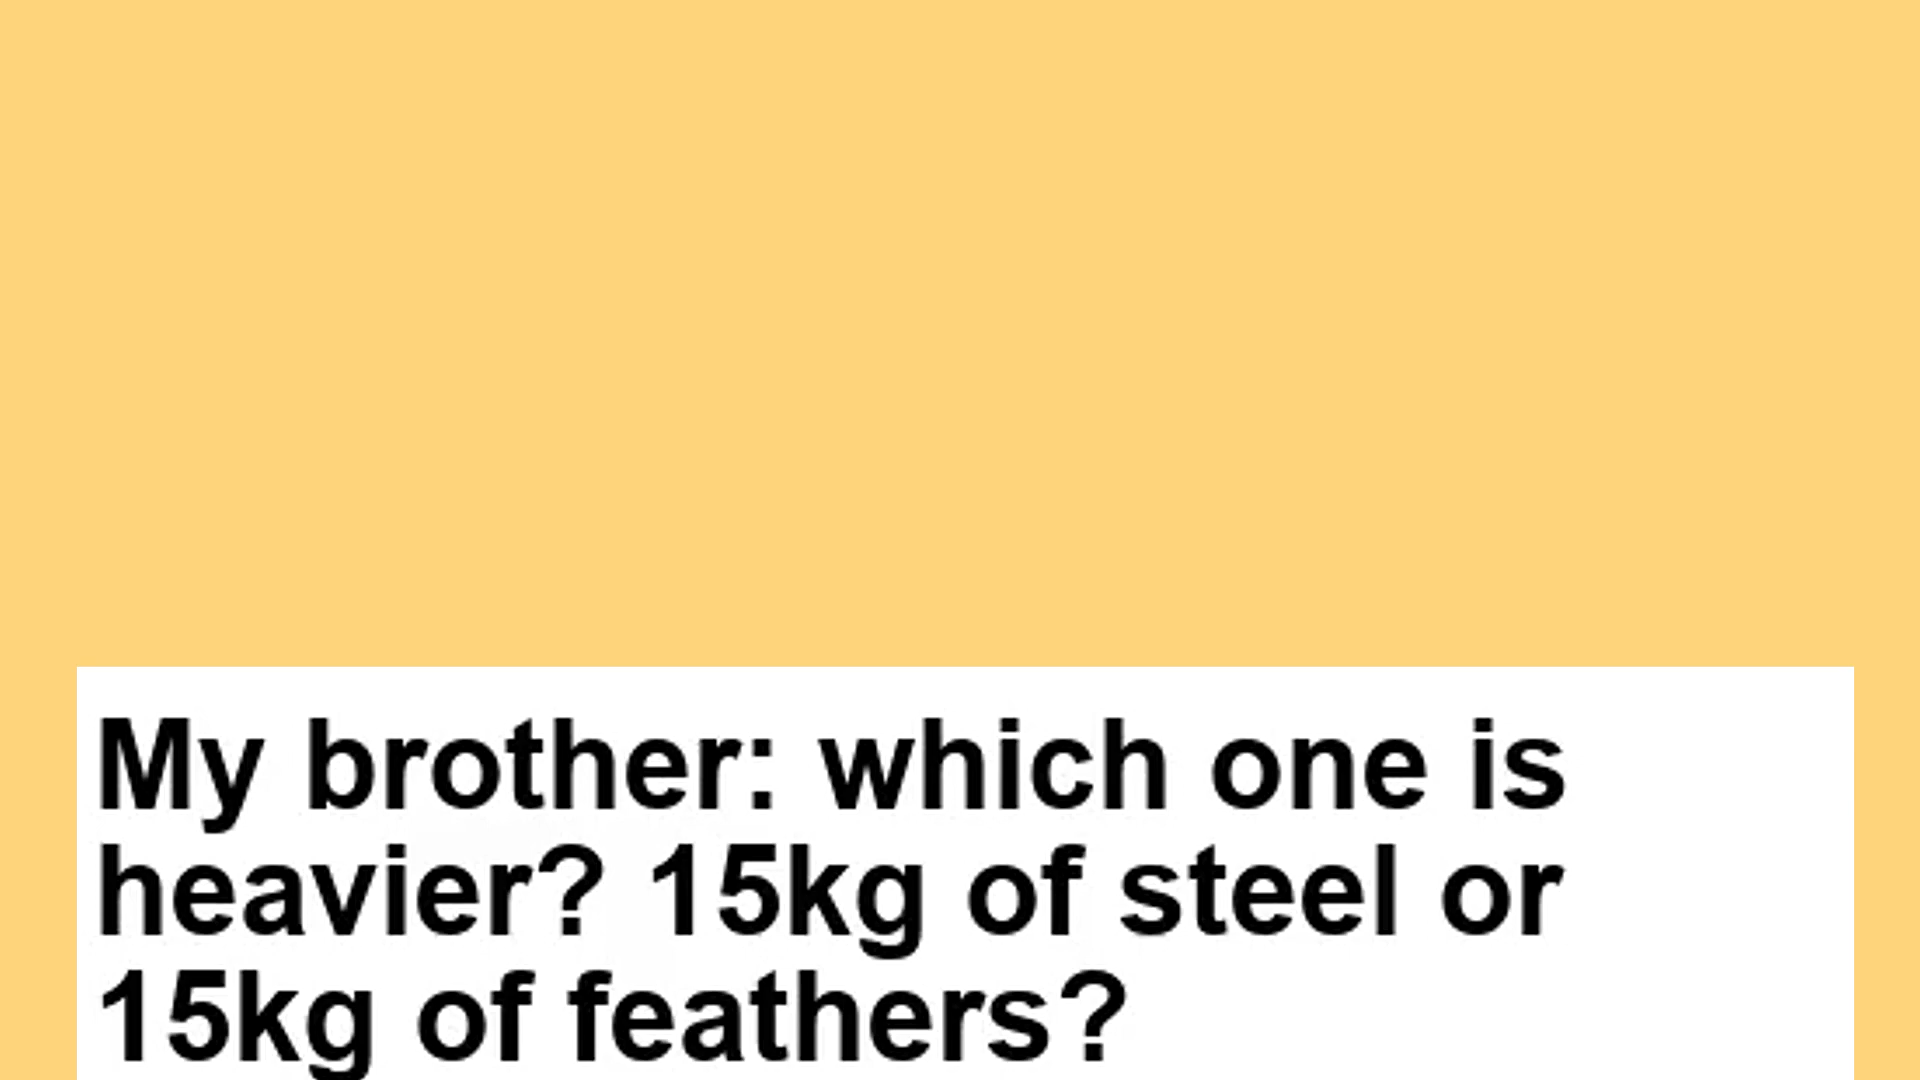 My brother: which one is
heavier? 15kg of steel or
15kg of feathers?